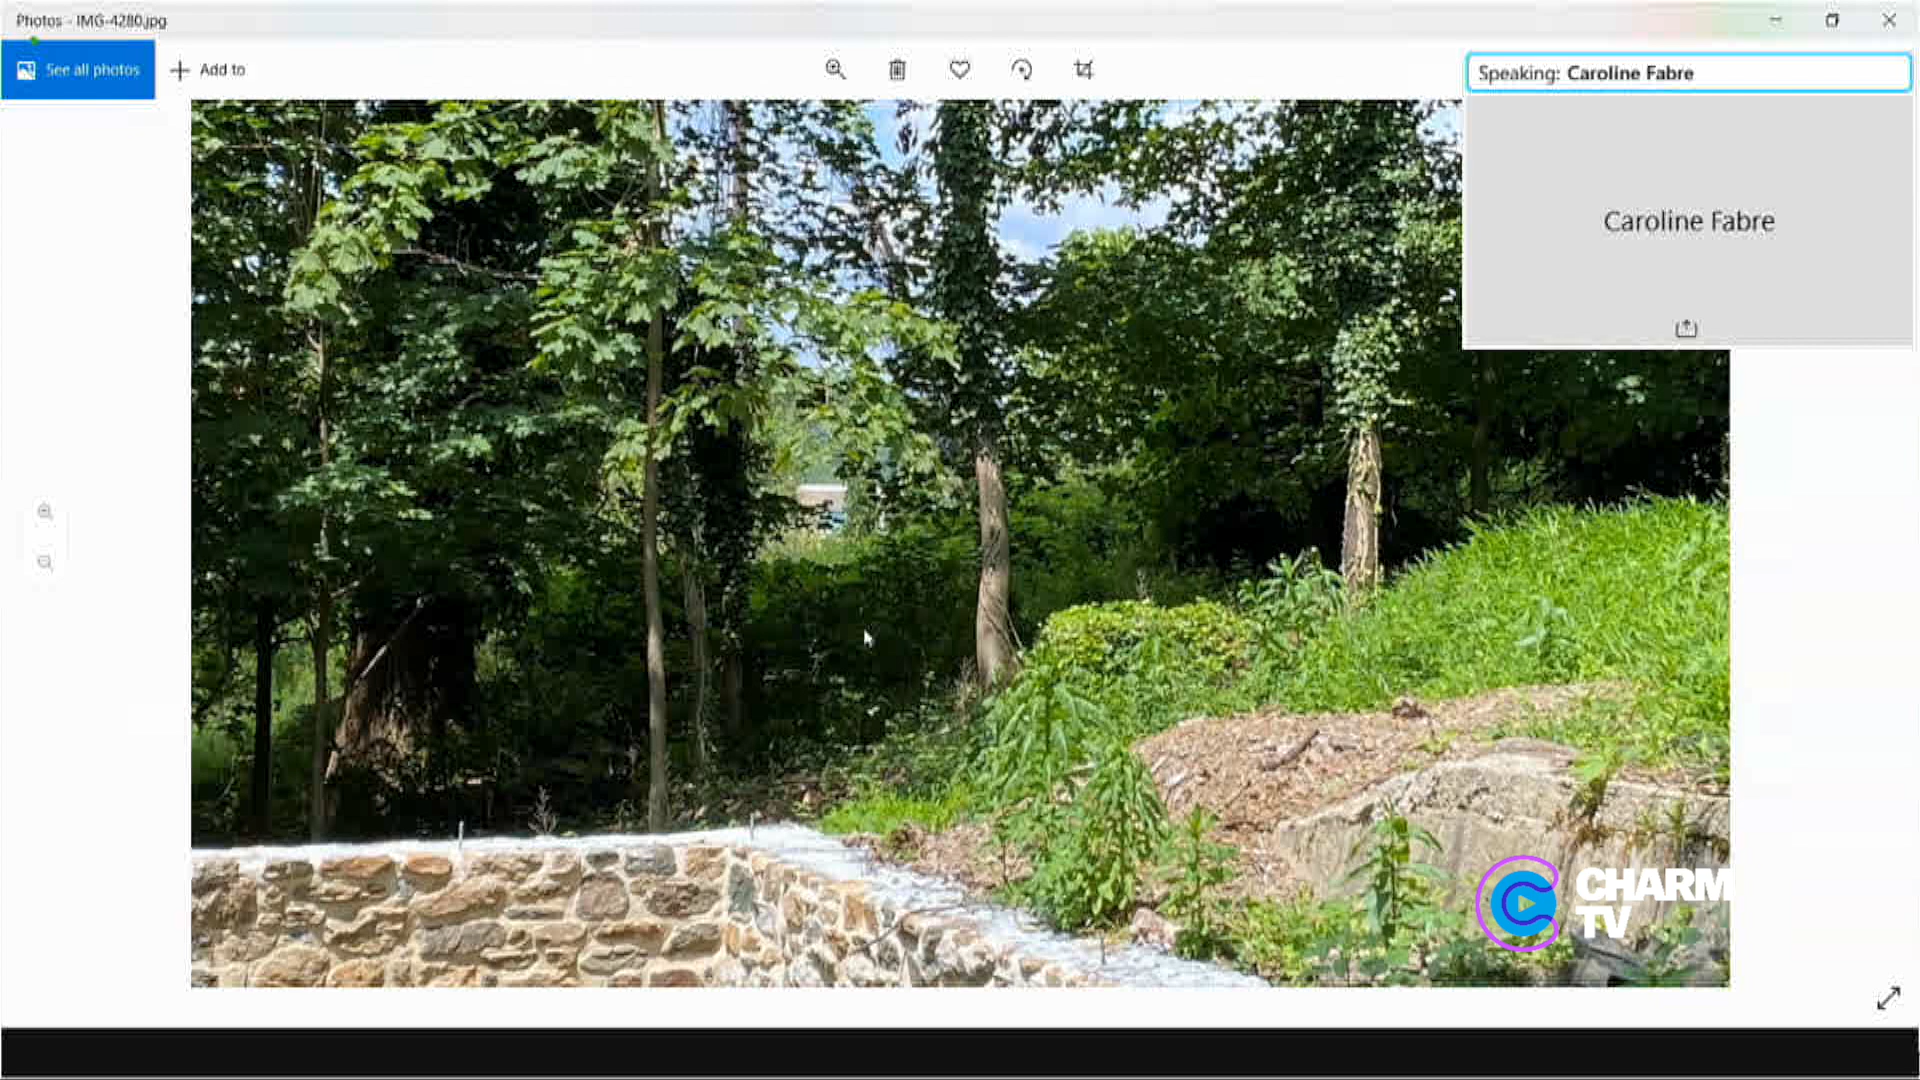 Photos - IMG-4280.jpg
See all photos
Add to
Speaking: Caroline Fabre
Caroline Fabre
CHARM
TV